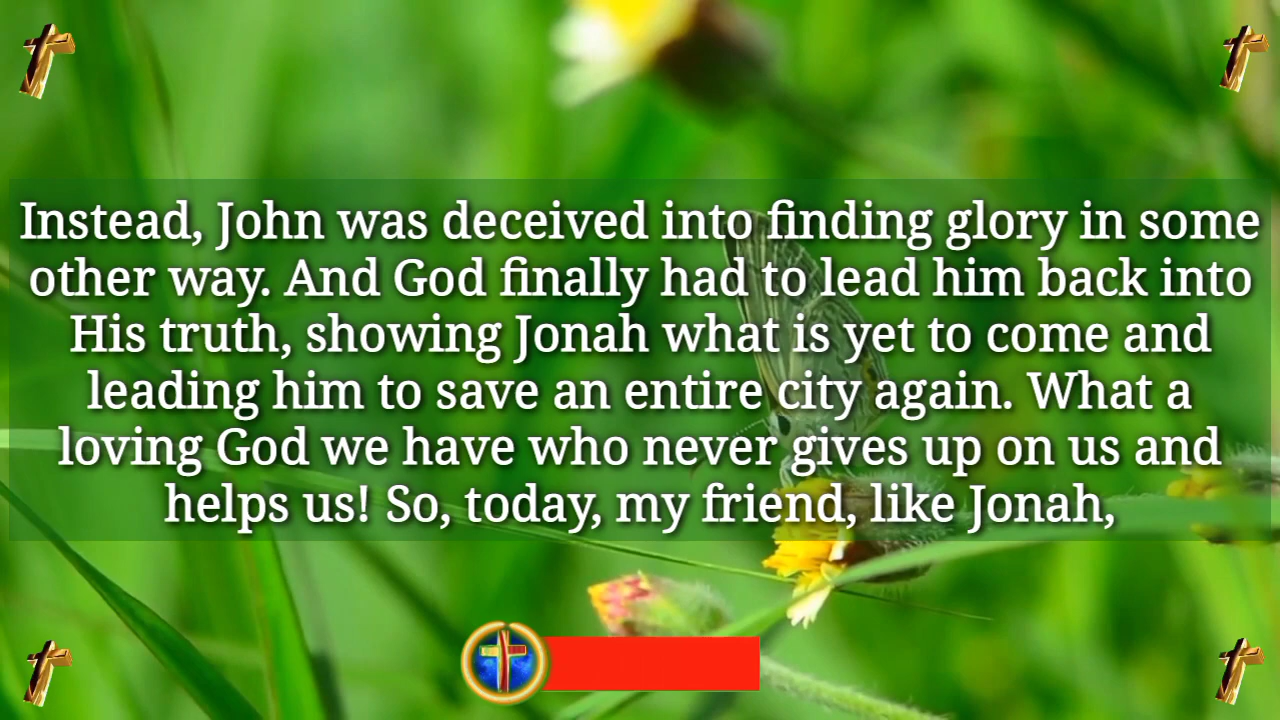 Instead, John was deceived into finding glory in some
other way. And God finally had to lead him back into
His truth, showing Jonah what is yet to come and
leading him to save an entire city again. What a
loving God we have who never gives up on us and
helps us! So, today, my friend, like Jonah,